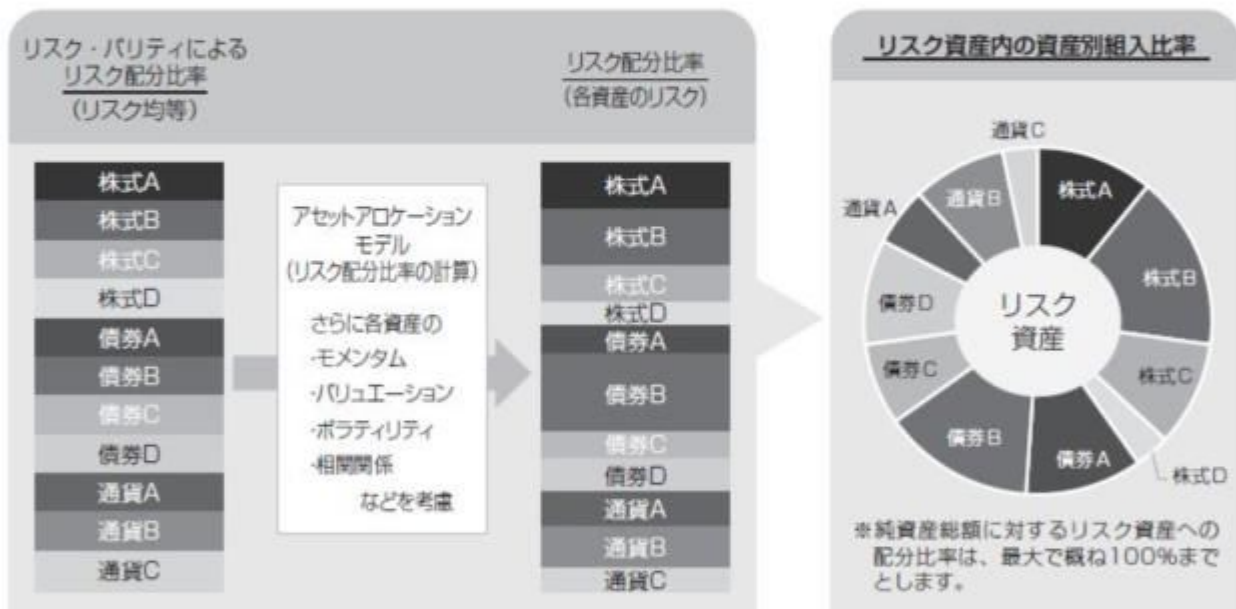 リスク・パリティによる
リスク配分比率
(リスク均等)
株式A
株式B
株式C
株式D
債券A
債券B
債券C
債券D
通貨A
通貨B
通貨C
アセットアロケーション
モデル
(リスク配分比率の計算)
さらに各資産の
・モメンタム
・バリュエーション
・ボラティリティ
・相関関係
などを考慮
リスク配分比率
(各資産のリスク)
株式A
株式B
株式C
株式D
債券A
債券B
債券C
債券D
通貨A
通貨B
通貨C
リスク資産内の資産別組入比率
通貨C
株式A
株式B
株式C
株式D
債券A
債券B
債券C
債券D
通貨A
通貨B
リスク
資産
※純資産総額に対するリスク資産への
配分比率は、最大で概ね100%まで
とします。